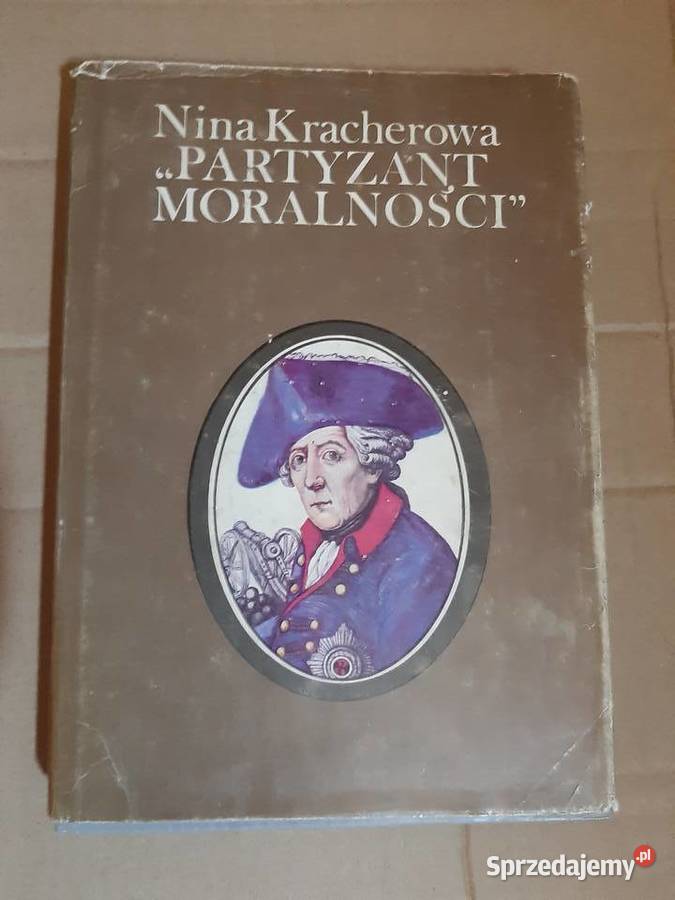 Nina Kracherowa
„PARTYZANT
MORALNOŚCI”
Sprzedajemy.pl